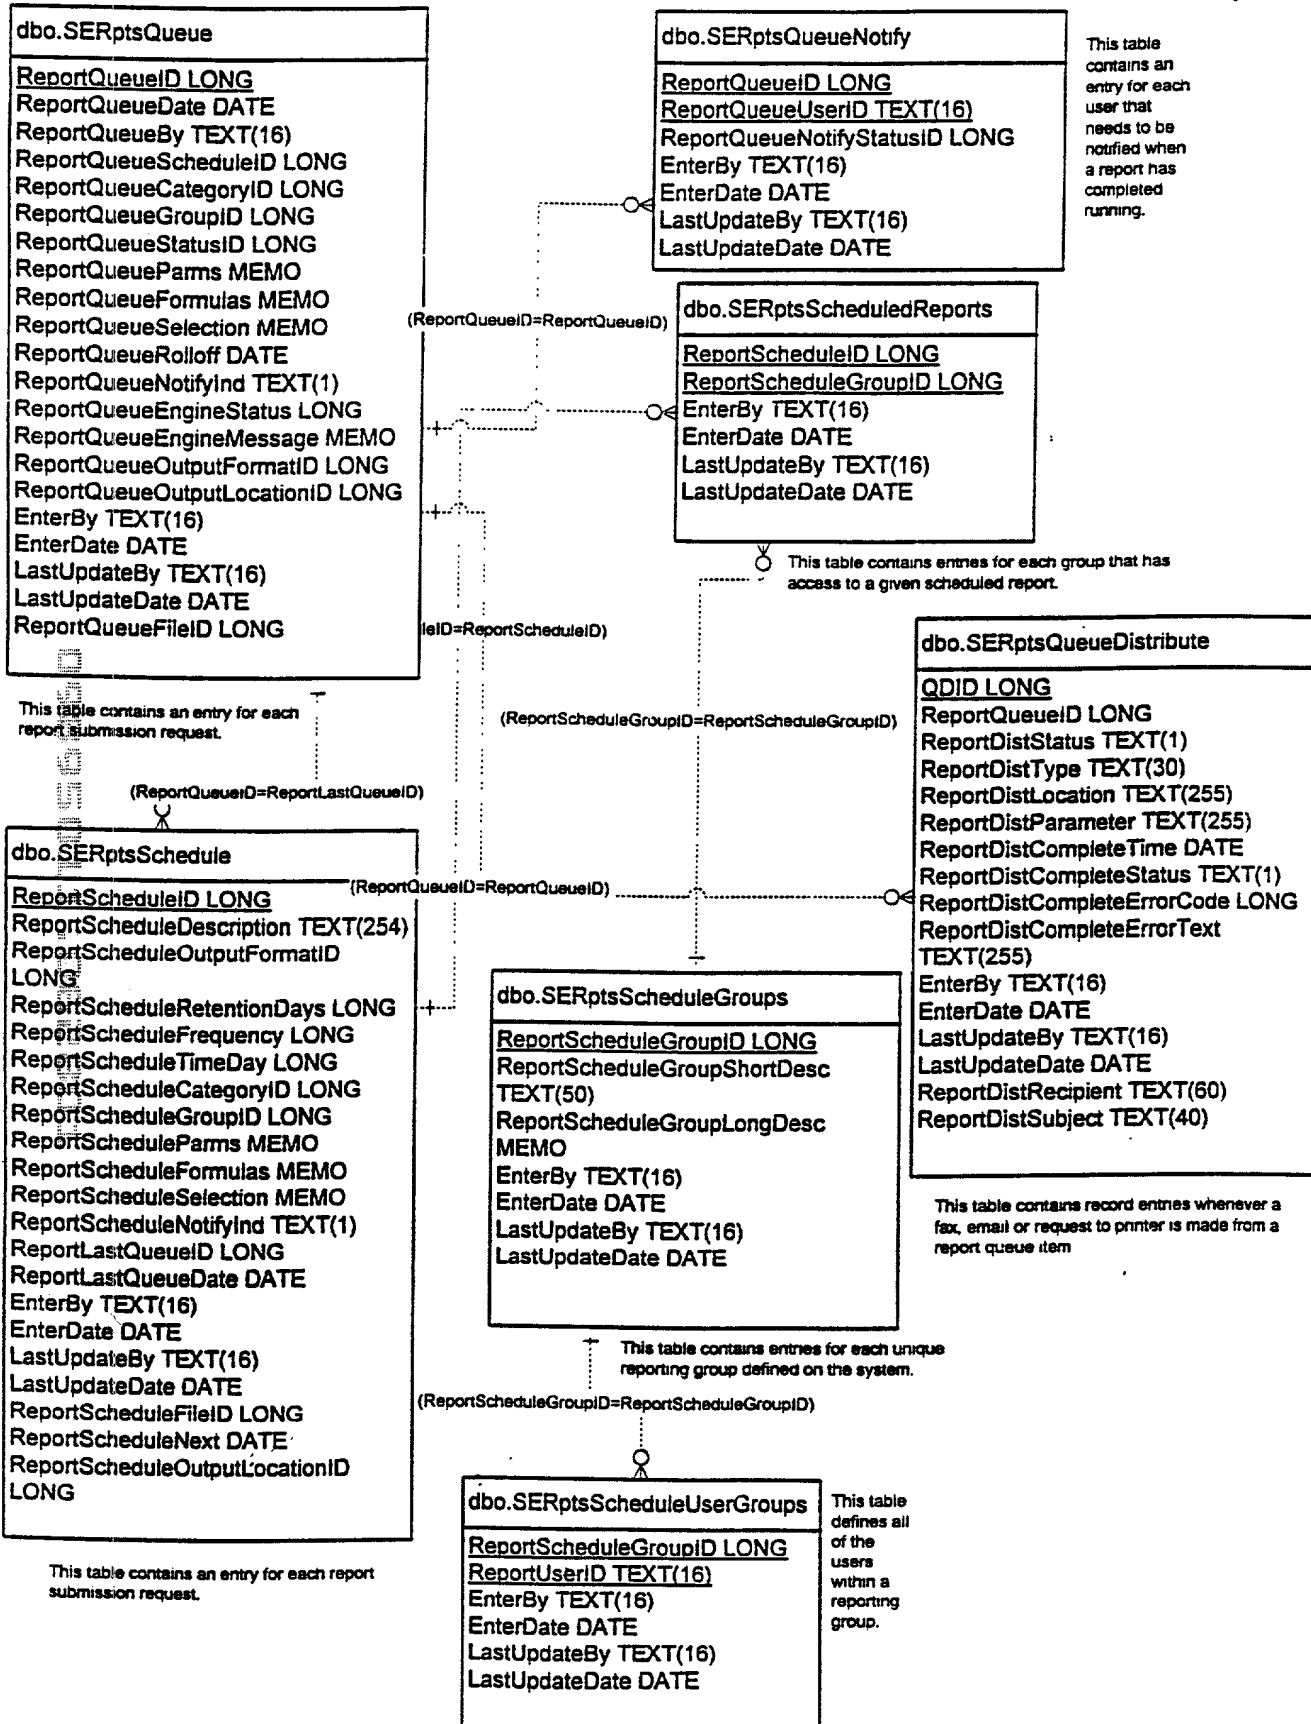 dbo.SERptsQueue
ReportQueueID LONG
ReportQueueDate DATE
ReportQueueBy TEXT(16)
ReportQueueScheduleID LONG
ReportQueueCategoryID LONG
ReportQueueGroupID LONG
ReportQueueStatusID LONG
ReportQueueParms MEMO
ReportQueueFormulas MEMO
ReportQueueSelection MEMO
ReportQueueRolloff DATE
ReportQueueNotifyInd TEXT(1)
ReportQueueEngineStatus LONG
ReportQueueEngineMessage MEMO
ReportQueueOutputFormatID LONG
ReportQueueOutputLocationID LONG
EnterBy TEXT(16)
EnterDate DATE
LastUpdateBy TEXT(16)
LastUpdateDate DATE
ReportQueueFileID LONG
This table contains an entry for each
report submission request.
dbo.SERptsQueueNotify
ReportQueueID LONG
ReportQueueUserID TEXT(16)
ReportQueueNotifyStatusID LONG
EnterBy TEXT(16)
EnterDate DATE
LastUpdateBy TEXT(16)
LastUpdateDate DATE
This table
contains an
entry for each
user that
needs to be
notified when
a report has
completed
running.
(ReportQueueID=ReportQueueID)
dbo.SERptsScheduledReports
ReportScheduleID LONG
ReportScheduleGroupID LONG
EnterBy TEXT(16)
EnterDate DATE
LastUpdateBy TEXT(16)
LastUpdateDate DATE
This table contains entries for each group that has
access to a given scheduled report.
leID=ReportScheduleID)
(ReportScheduleGroupID=ReportScheduleGroupID)
dbo.SERptsQueueDistribute
QDID LONG
ReportQueueID LONG
ReportDistStatus TEXT(1)
ReportDistType TEXT(30)
ReportDistLocation TEXT(255)
ReportDistParameter TEXT(255)
ReportDistCompleteTime DATE
ReportDistCompleteStatus TEXT(1)
ReportDistCompleteErrorCode LONG
ReportDistCompleteErrorText
TEXT(255)
EnterBy TEXT(16)
EnterDate DATE
LastUpdateBy TEXT(16)
LastUpdateDate DATE
ReportDistRecipient TEXT(60)
ReportDistSubject TEXT(40)
This table contains record entries whenever a
fax, email or request to printer is made from a
report queue item
(ReportQueueID=ReportLastQueueID)
dbo.SERptsSchedule
ReportScheduleID LONG
ReportScheduleDescription TEXT(254)
ReportScheduleOutputFormatID
LONG
ReportScheduleRetentionDays LONG
ReportScheduleFrequency LONG
ReportScheduleTimeDay LONG
ReportScheduleCategoryID LONG
ReportScheduleGroupID LONG
ReportScheduleParms MEMO
ReportScheduleFormulas MEMO
ReportScheduleSelection MEMO
ReportScheduleNotifyInd TEXT(1)
ReportLastQueueID LONG
ReportLastQueueDate DATE
EnterBy TEXT(16)
EnterDate DATE
LastUpdateBy TEXT(16)
LastUpdateDate DATE
ReportScheduleFileID LONG
ReportScheduleNext DATE
ReportScheduleOutputLocationID
LONG
This table contains an entry for each report
submission request.
(ReportQueueID=ReportQueueID)
dbo.SERptsScheduleGroups
ReportScheduleGroupID LONG
ReportScheduleGroupShortDesc
TEXT(50)
ReportScheduleGroupLongDesc
MEMO
EnterBy TEXT(16)
EnterDate DATE
LastUpdateBy TEXT(16)
LastUpdateDate DATE
This table contains entries for each unique
reporting group defined on the system.
(ReportScheduleGroupID=ReportScheduleGroupID)
dbo.SERptsScheduleUserGroups
ReportScheduleGroupID LONG
ReportUserID TEXT(16)
EnterBy TEXT(16)
EnterDate DATE
LastUpdateBy TEXT(16)
LastUpdateDate DATE
This table
defines all
of the
users
within a
reporting
group.